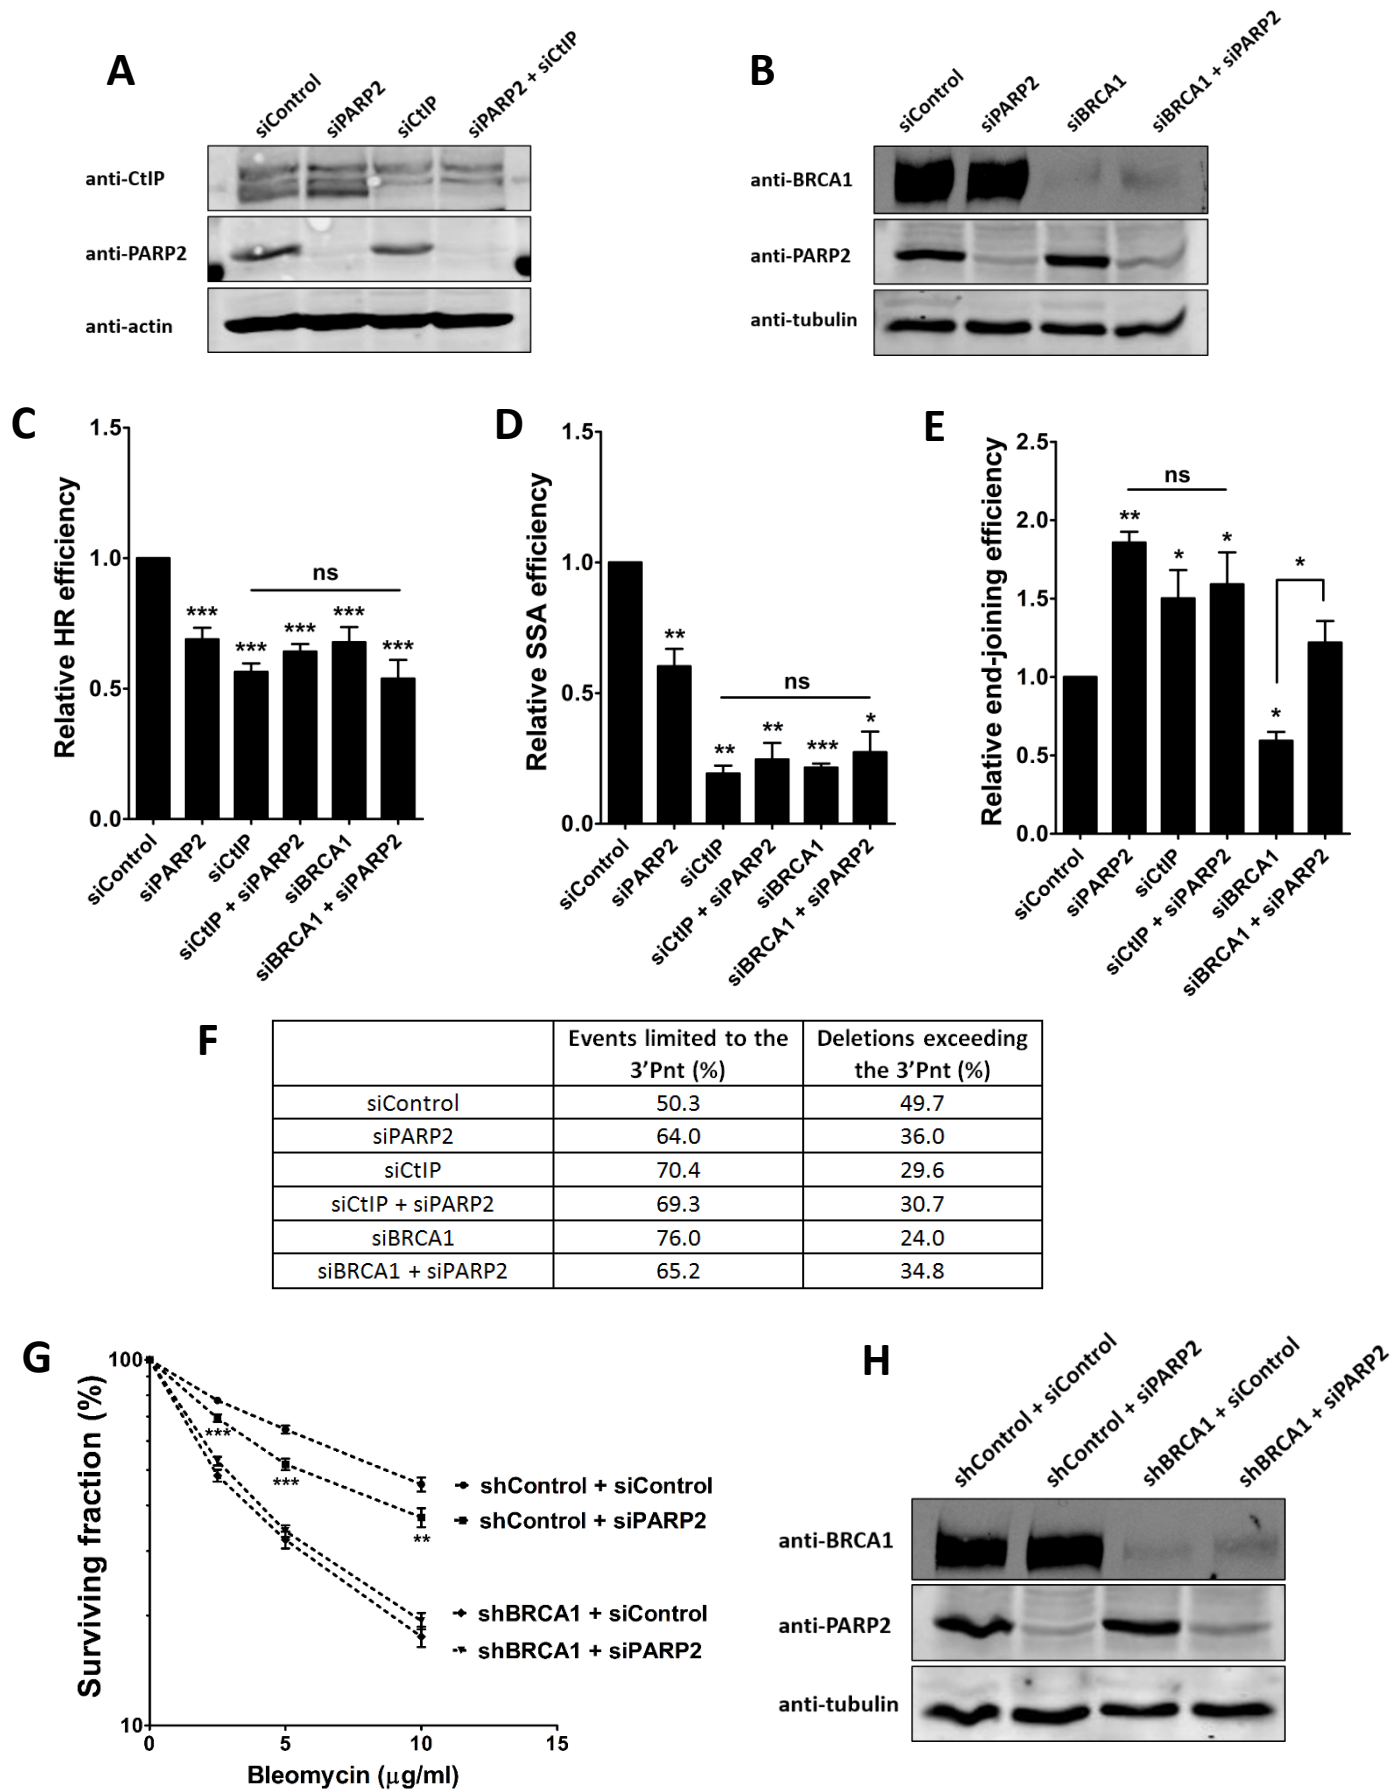 A
siControl
siPARP2
siCtIP
siPARP2 + siCtIP
anti-CtIP
anti-PARP2
anti-actin
B
siControl
siPARP2
siBRCA1
siBRCA1 + siPARP2
anti-BRCA1
anti-PARP2
anti-tubulin
C
Relative HR efficiency
1.5
1.0
0.5
0.0
***
***
***
***
***
ns
siControl
siPARP2
siCtIP
siCtIP + siPARP2
siBRCA1
siBRCA1 + siPARP2
D
Relative SSA efficiency
1.5
1.0
0.5
0.0
**
**
**
***
*
ns
siControl
siPARP2
siCtIP
siCtIP + siPARP2
siBRCA1
siBRCA1 + siPARP2
E
Relative end-joining efficiency
2.5
2.0
1.5
1.0
0.5
0.0
**
*
*
*
*
ns
siControl
siPARP2
siCtIP
siCtIP + siPARP2
siBRCA1
siBRCA1 + siPARP2
F
Events limited to the 3'Pnt (%)
Deletions exceeding the 3'Pnt (%)
siControl 50.3 49.7
siPARP2 64.0 36.0
siCtIP 70.4 29.6
siCtIP + siPARP2 69.3 30.7
siBRCA1 76.0 24.0
siBRCA1 + siPARP2 65.2 34.8
G
Surviving fraction (%)
100
10
0 5 10 15
Bleomycin (µg/ml)
***
***
**
shControl + siControl
shControl + siPARP2
shBRCA1 + siControl
shBRCA1 + siPARP2
H
shControl + siControl
shControl + siPARP2
shBRCA1 + siControl
shBRCA1 + siPARP2
anti-BRCA1
anti-PARP2
anti-tubulin